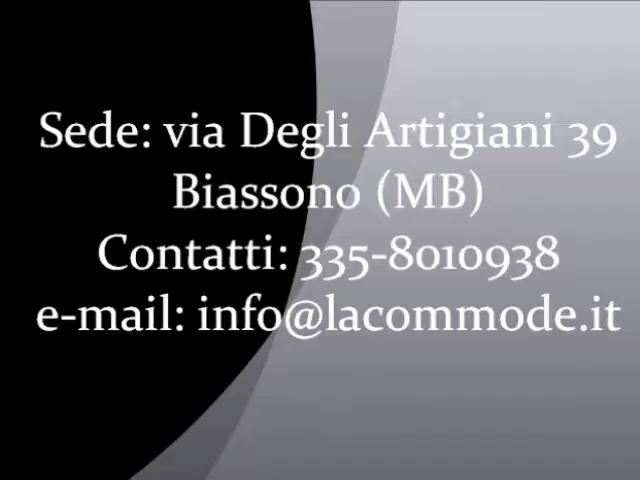 Sede: via Degli Artigiani 39
Biassono (MB)
Contatti: 335-8010938
e-mail: info@lacommode.it